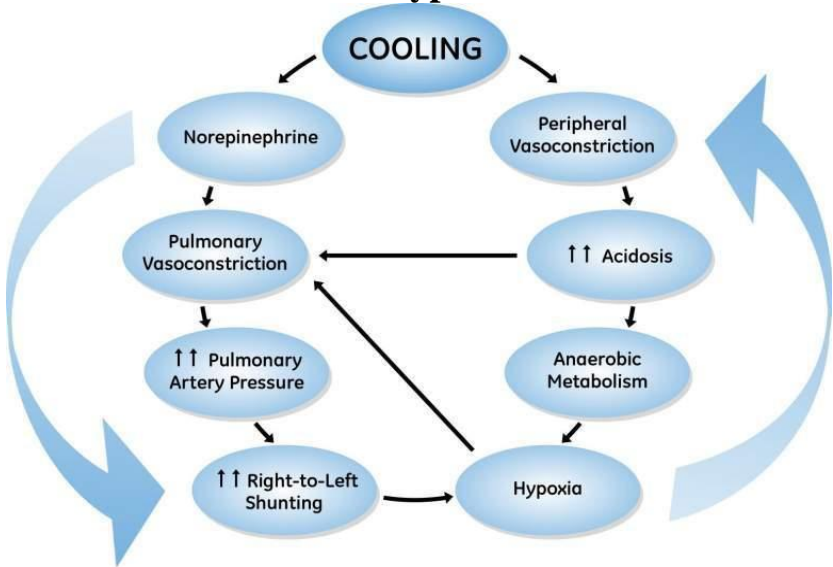 COOLING
Norepinephrine
Peripheral
Vasoconstriction
Pulmonary
Vasoconstriction
↑↑ Acidosis
↑↑ Pulmonary
Artery Pressure
Anaerobic
Metabolism
↑↑ Right-to-Left
Shunting
Hypoxia